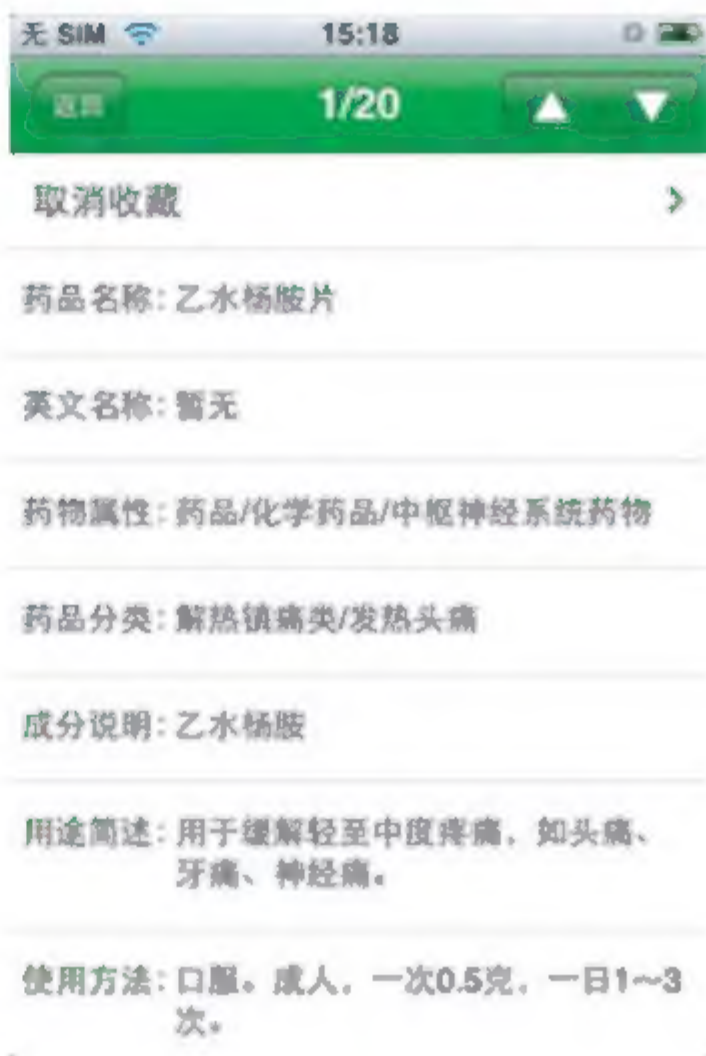 无 SIM 15:18
返回 1/20
取消收藏
药品名称：乙水杨胺片
英文名称：暂无
药物属性：药品/化学药品/中枢神经系统药物
药品分类：解热镇痛类/发热头痛
成分说明：乙水杨胺
用途简述：用于缓解轻至中度疼痛，如头痛、
牙痛、神经痛。
使用方法：口服。成人，一次0.5克，一日1～3
次。